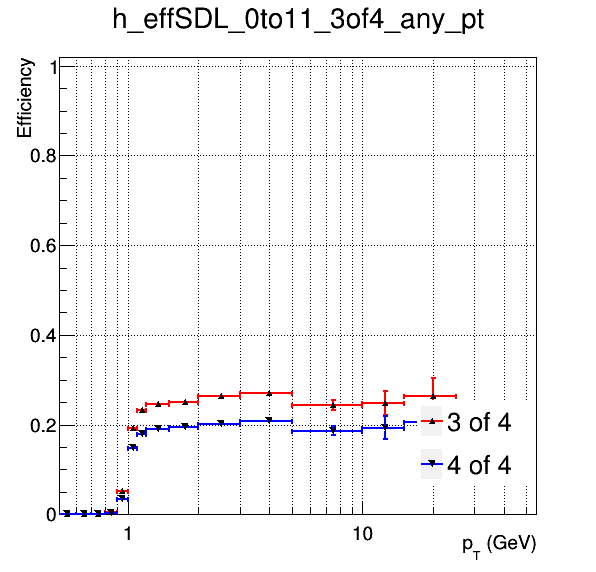 h_effSDL_0to11_3of4_any_pt
Efficiency
1
0.8
0.6
0.4
0.2
0
3 of 4
4 of 4
1
10
p_T (GeV)